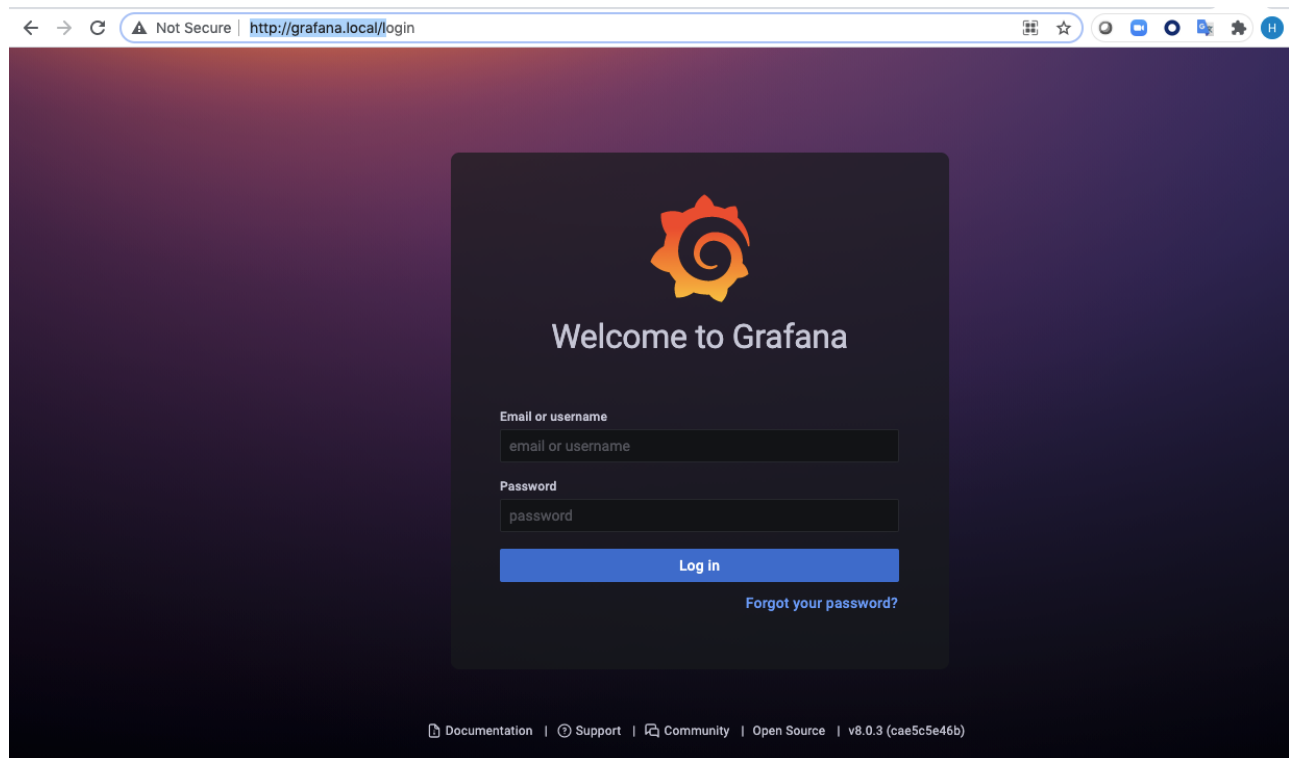 Not Secure | http://grafana.local/login
H
Welcome to Grafana
Email or username
email or username
Password
password
Log in
Forgot your password?
Documentation | Support | Community | Open Source | v8.0.3 (cae5c5e46b)